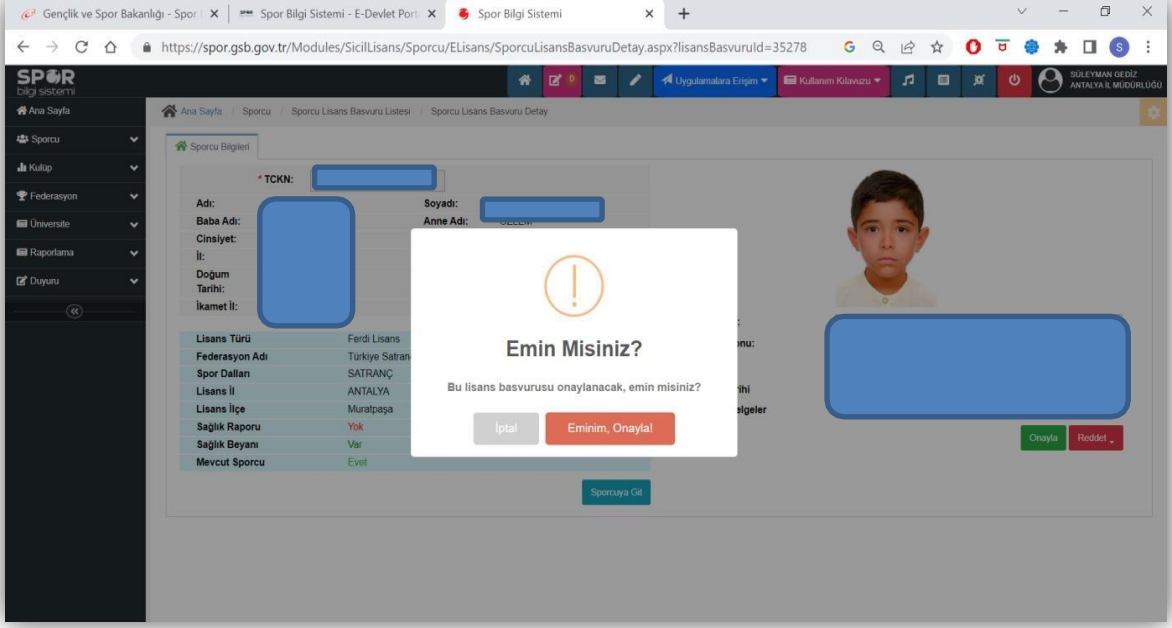 Gençlik ve Spor Bakanlığı - Spor
Spor Bilgi Sistemi - E-Devlet Port
Spor Bilgi Sistemi
https://spor.gsb.gov.tr/Modules/SicilLisans/Sporcu/ELisans/SporcuLisansBasvuruDetay.aspx?lisansBasvuruId=35278
SPOR
bilgi sistemi
0
Uygulamalara Erişim
Kullanım Kılavuzu
SÜLEYMAN GEDİZ
ANTALYA İL MÜDÜRLÜĞÜ
Ana Sayfa
Sporcu
Kulüp
Federasyon
Üniversite
Raporlama
Duyuru
Ana Sayfa / Sporcu / Sporcu Lisans Basvuru Listesi / Sporcu Lisans Basvuru Detay
Sporcu Bilgileri
* TCKN:
Adı: Soyadı:
Baba Adı: Anne Adı:
Cinsiyet:
İl:
Doğum
Tarihi:
İkamet İl:
Lisans Türü Ferdi Lisans
Federasyon Adı Türkiye Satran
Spor Dalları SATRANÇ
Lisans İl ANTALYA
Lisans İlçe Muratpaşa
Sağlık Raporu Yok
Sağlık Beyanı Var
Mevcut Sporcu Evet
Emin Misiniz?
Bu lisans basvurusu onaylanacak, emin misiniz?
İptal
Eminim, Onayla!
onu:
ihi
elgeler
Onayla
Reddet
Sporcuya Git